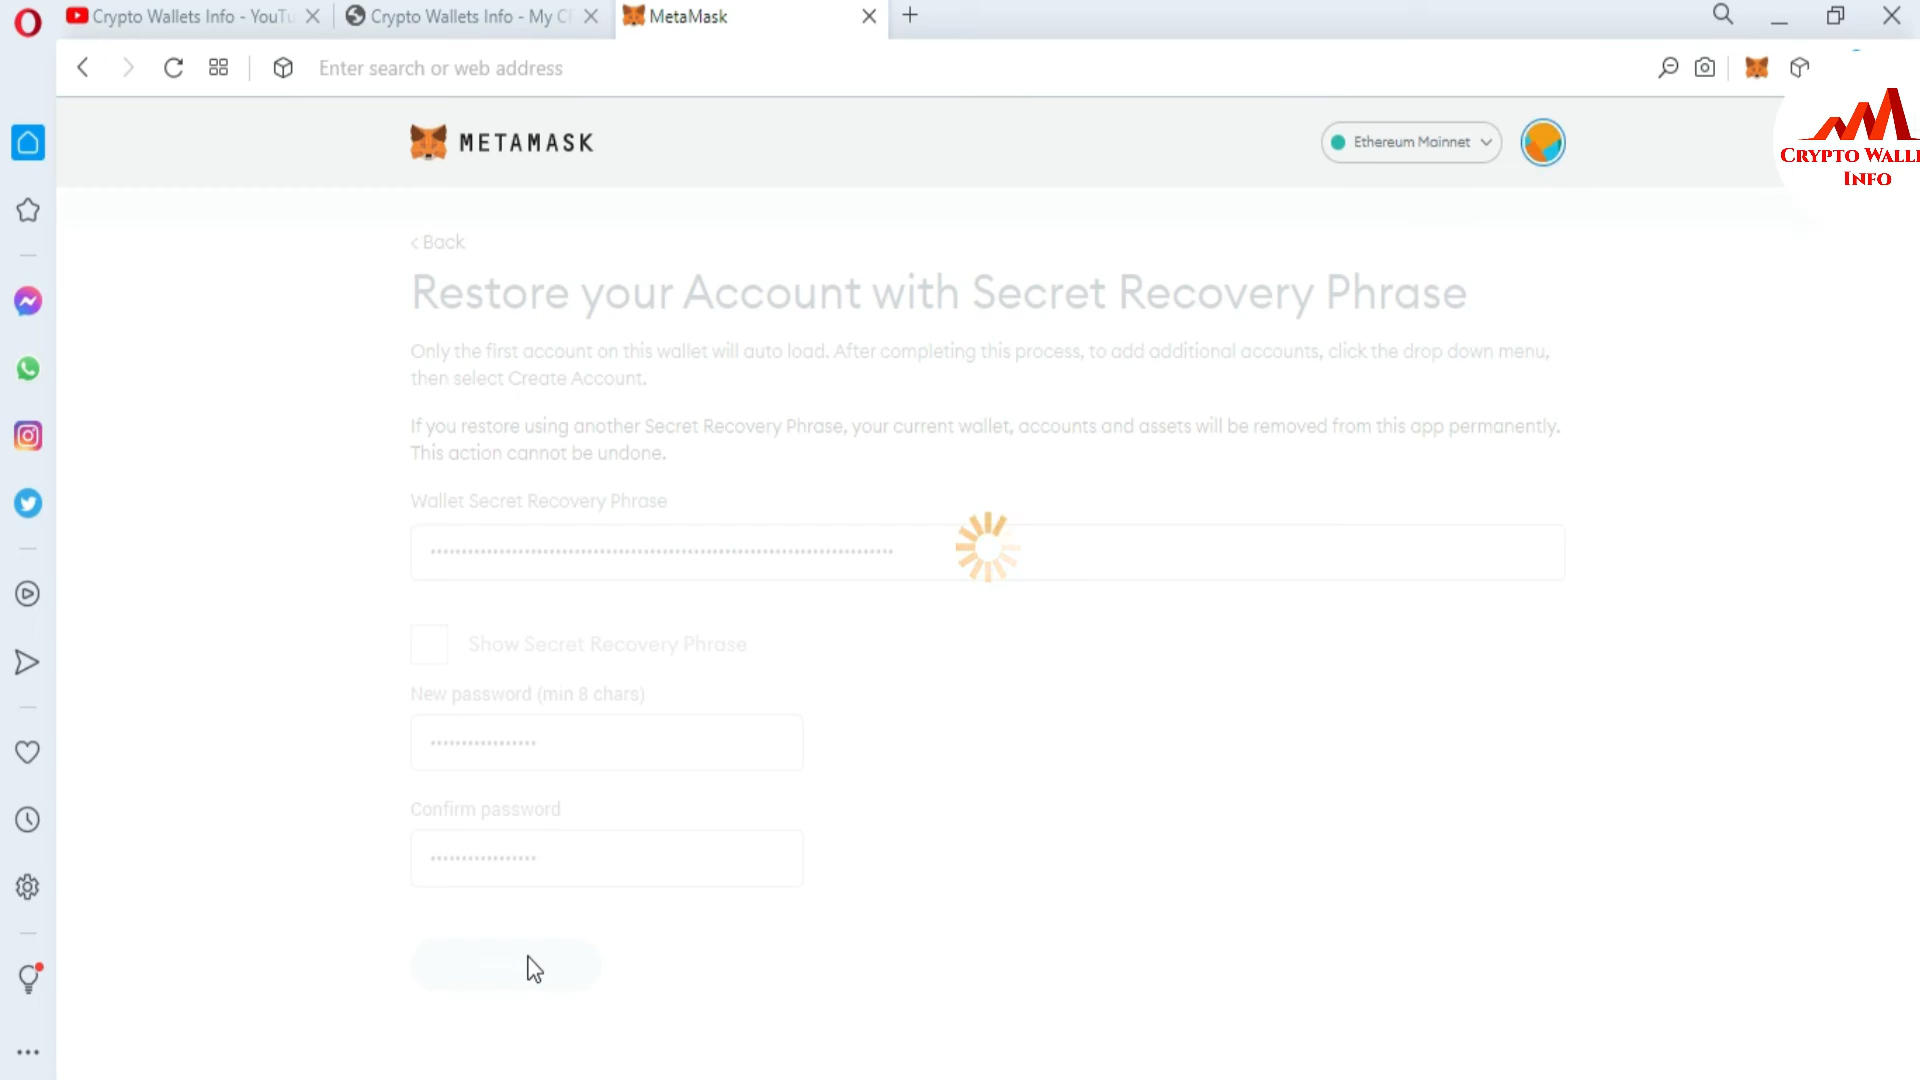 Crypto Wallets Info - YouTu
Crypto Wallets Info - My C
MetaMask
Enter search or web address
METAMASK
Ethereum Mainnet
CRYPTO WALLE
INFO
< Back
Restore your Account with Secret Recovery Phrase
Only the first account on this wallet will auto load. After completing this process, to add additional accounts, click the drop down menu,
then select Create Account.
If you restore using another Secret Recovery Phrase, your current wallet, accounts and assets will be removed from this app permanently.
This action cannot be undone.
Wallet Secret Recovery Phrase
Show Secret Recovery Phrase
New password (min 8 chars)
Confirm password